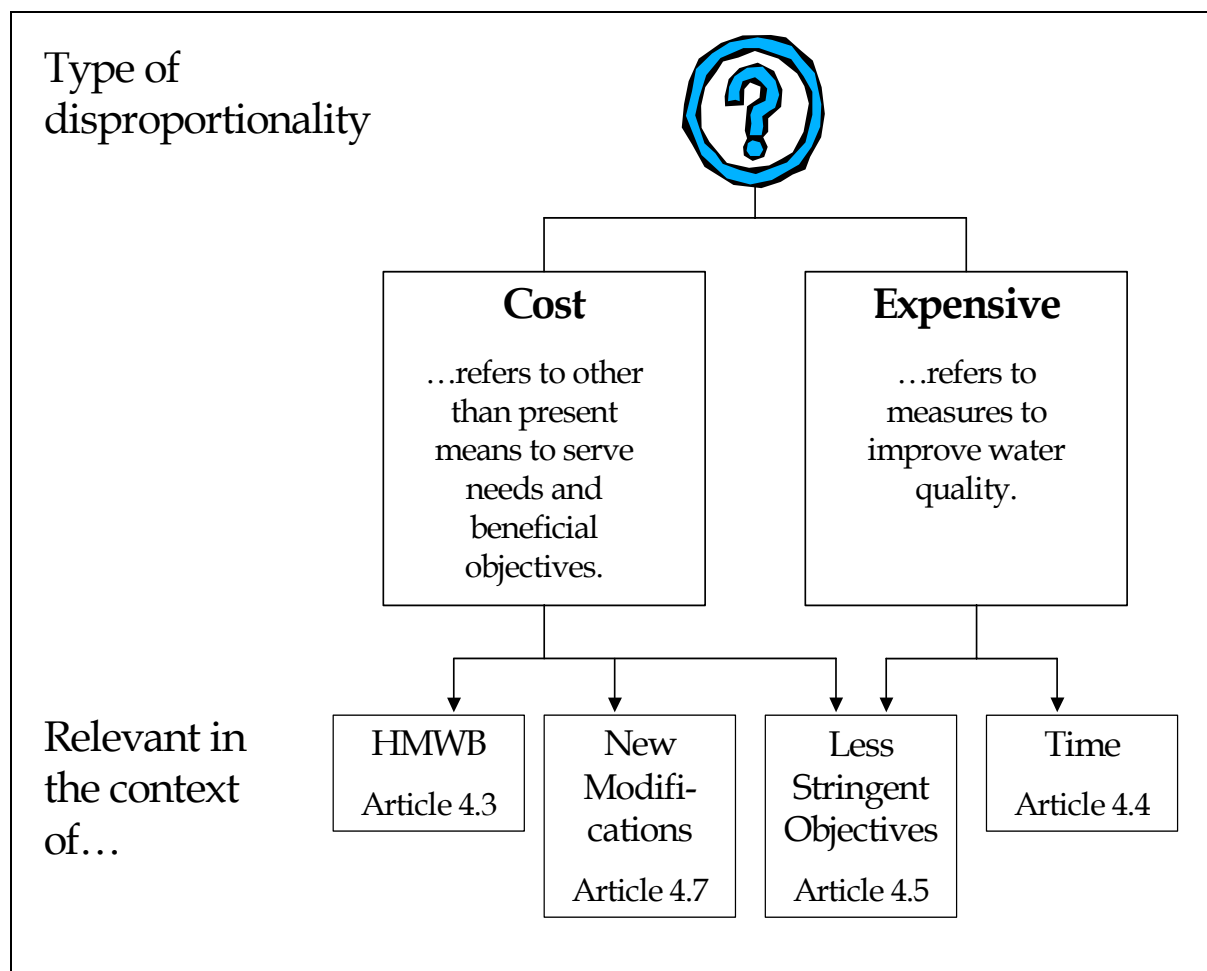 Type of
disproportionality
?
Cost
…refers to other
than present
means to serve
needs and
beneficial
objectives.
Expensive
…refers to
measures to
improve water
quality.
Relevant in
the context
of…
HMWB
Article 4.3
New
Modifi-
cations
Article 4.7
Less
Stringent
Objectives
Article 4.5
Time
Article 4.4